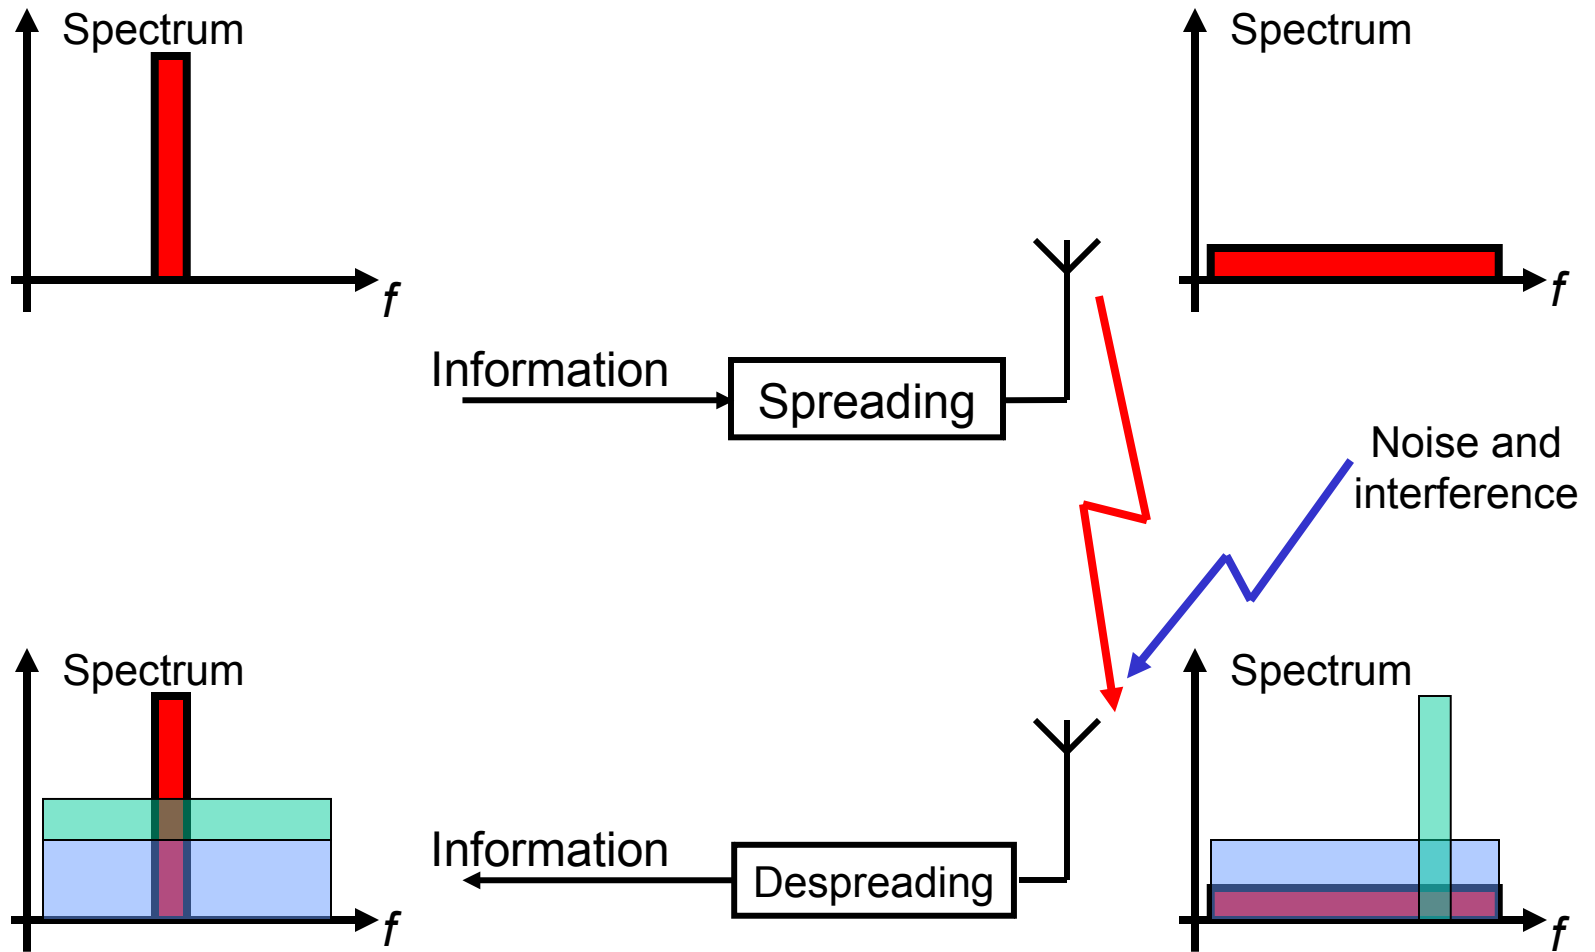 Spectrum
Spectrum
f
f
Information
Spreading
Noise and
interference
Spectrum
Spectrum
Information
Despreading
f
f